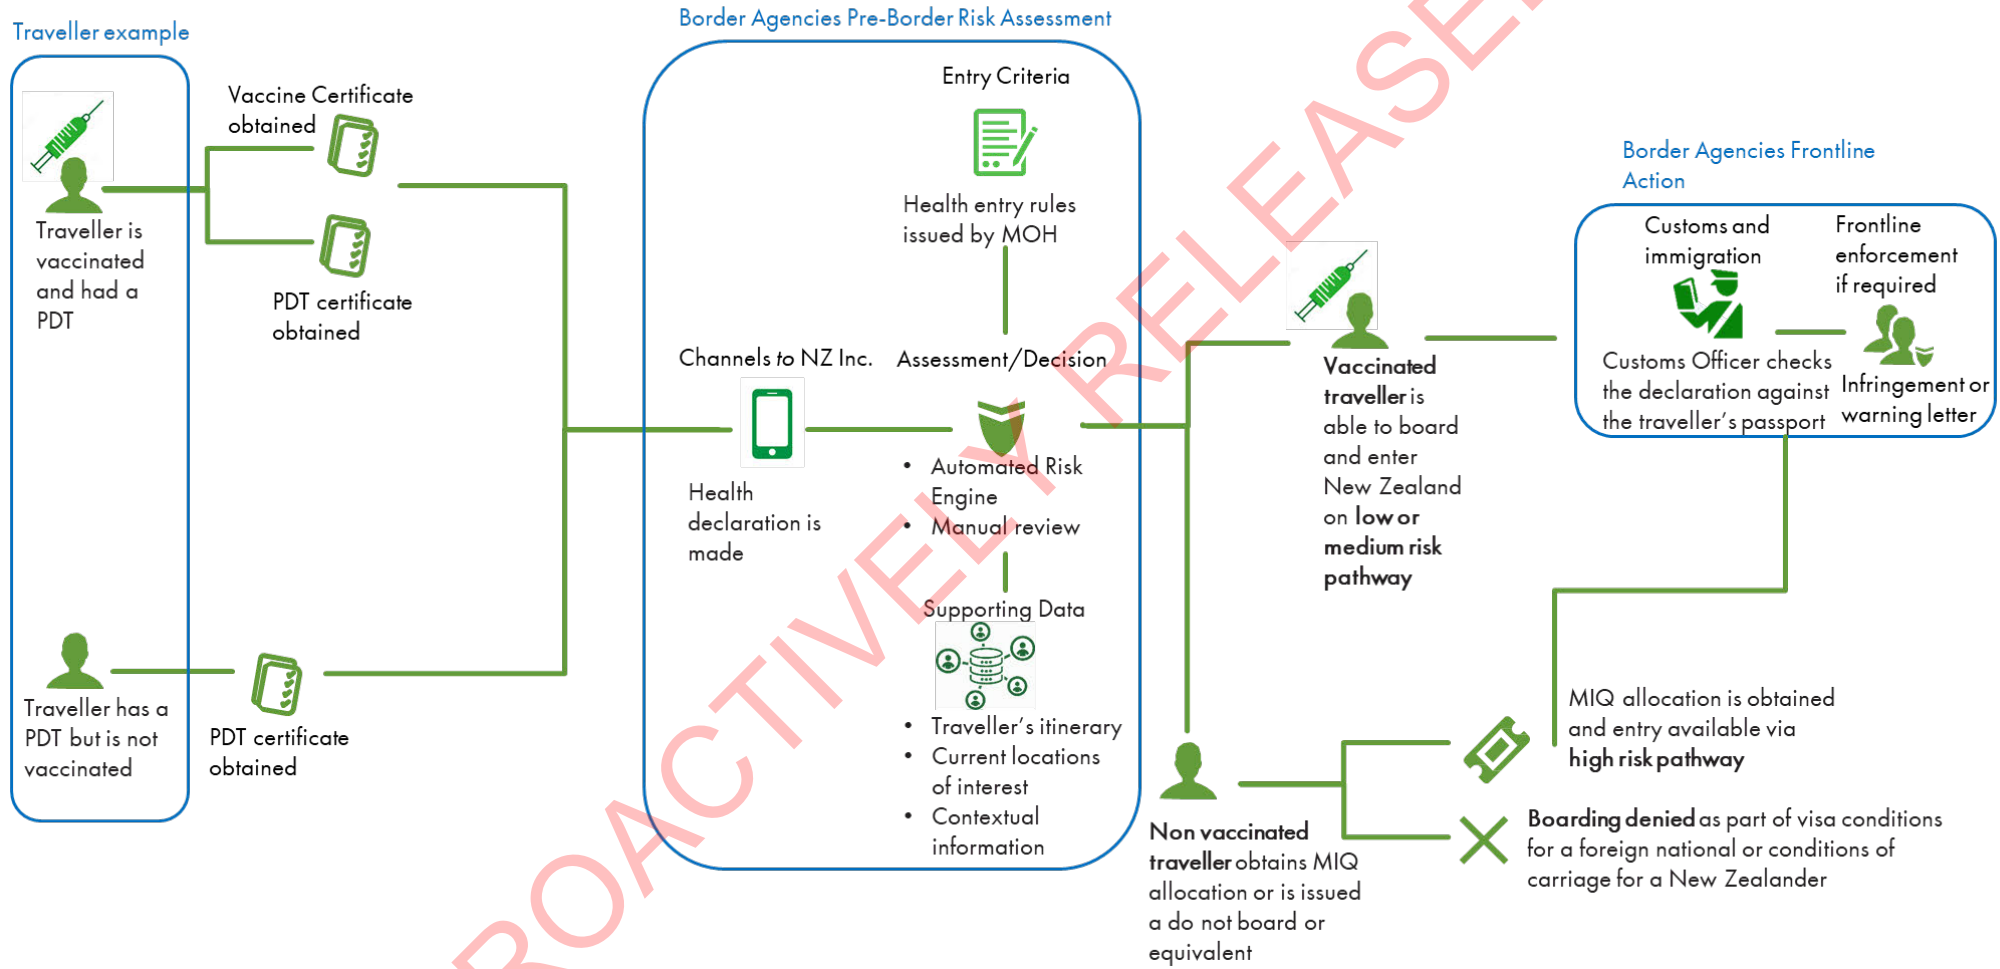 Traveller example
Traveller is
vaccinated
and had a
PDT
Vaccine Certificate
obtained
PDT certificate
obtained
Traveller has a
PDT but is not
vaccinated
PDT certificate
obtained
Border Agencies Pre-Border Risk Assessment
Entry Criteria
Health entry rules
issued by MOH
Channels to NZ Inc.
Health
declaration is
made
Assessment/Decision
• Automated Risk
Engine
• Manual review
Supporting Data
• Traveller's itinerary
• Current locations
of interest
• Contextual
information
Vaccinated
traveller is
able to board
and enter
New Zealand
on low or
medium risk
pathway
Non vaccinated
traveller obtains MIQ
allocation or is issued
a do not board or
equivalent
Border Agencies Frontline
Action
Customs and
immigration
Customs Officer checks
the declaration against
the traveller's passport
Frontline
enforcement
if required
Infringement or
warning letter
MIQ allocation is obtained
and entry available via
high risk pathway
Boarding denied as part of visa conditions
for a foreign national or conditions of
carriage for a New Zealander
ROACTIVELY RELEASE